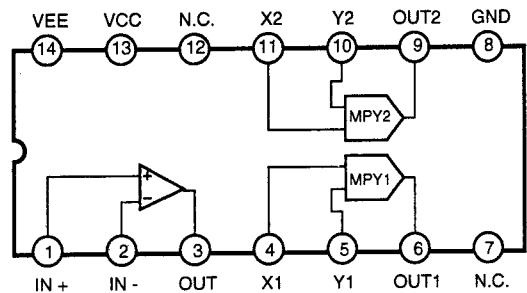 VEE VCC N.C. X2 Y2 OUT2 GND
14 13 12 11 10 9 8
MPY2
MPY1
+
−
1 2 3 4 5 6 7
IN + IN - OUT X1 Y1 OUT1 N.C.